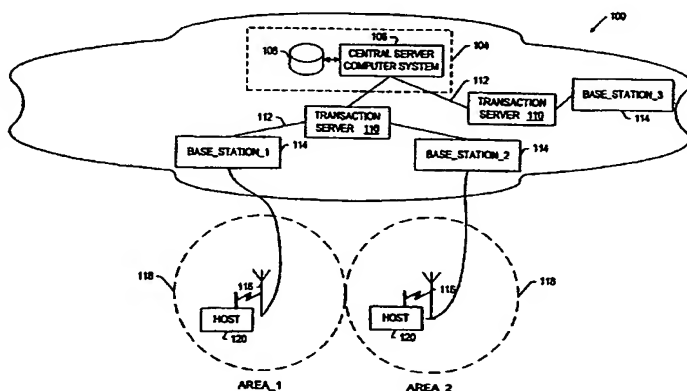 100
106
108
CENTRAL SERVER
COMPUTER SYSTEM
104
112
TRANSACTION
SERVER 110
BASE_STATION_3
114
112
TRANSACTION
SERVER 110
BASE_STATION_1
114
BASE_STATION_2
114
118
116
HOST
120
116
HOST
120
118
AREA_1
AREA_2